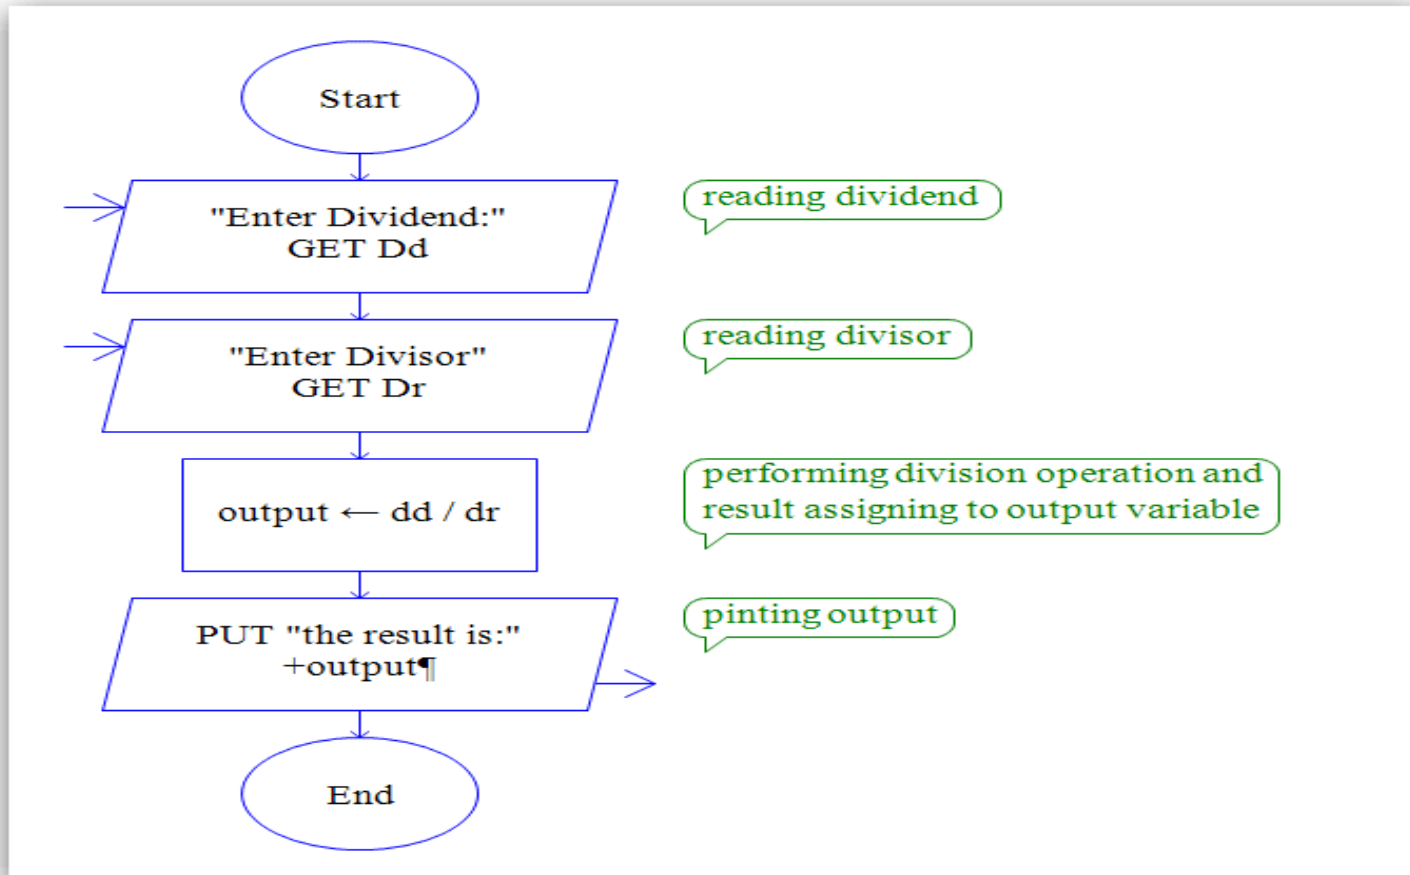 Start
"Enter Dividend:"
GET Dd
reading dividend
"Enter Divisor"
GET Dr
reading divisor
output ← dd / dr
performing division operation and
result assigning to output variable
PUT "the result is:"
+output¶
pinting output
End